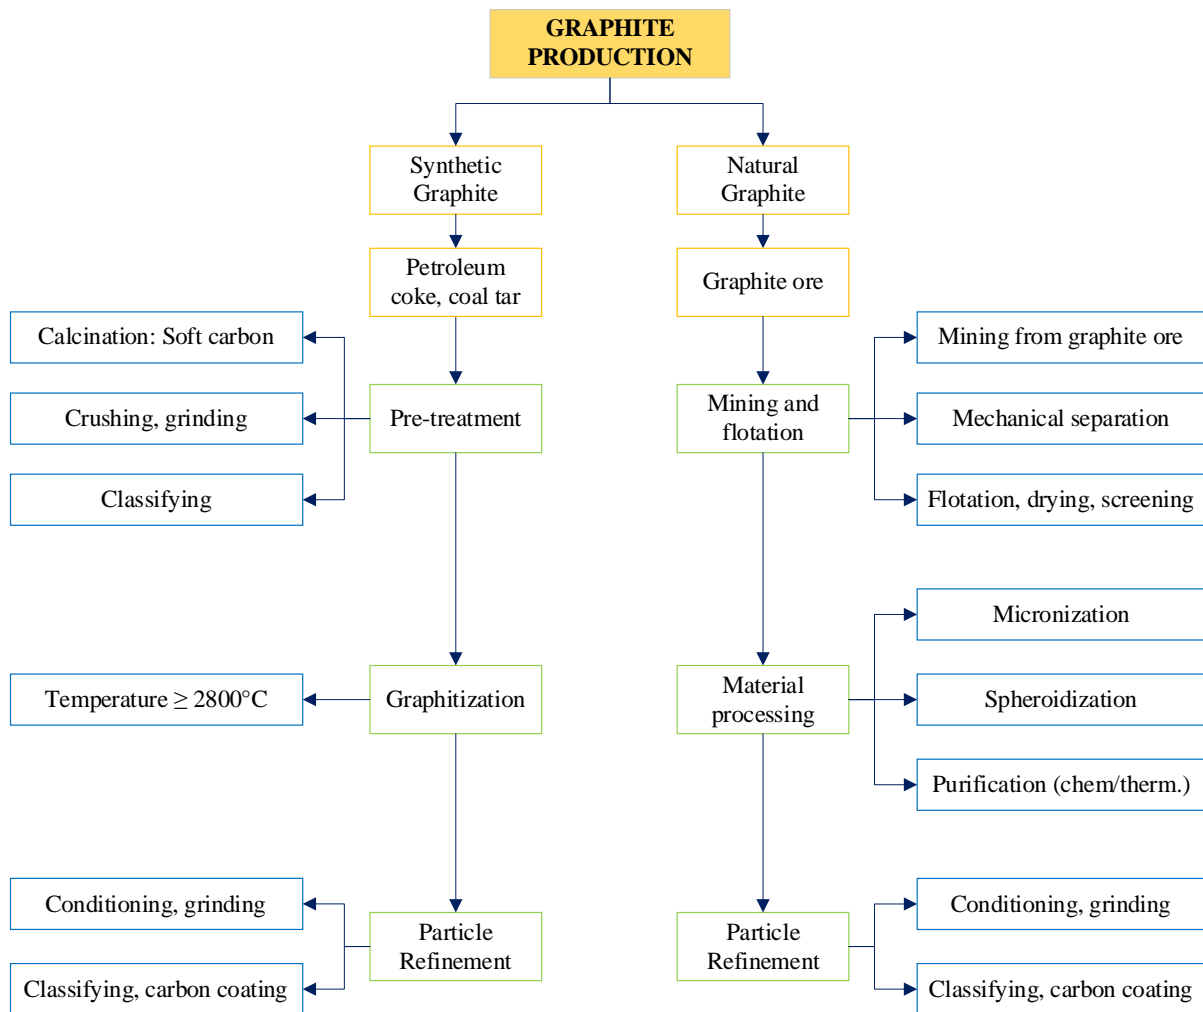 GRAPHITE
PRODUCTION
Synthetic
Graphite
Natural
Graphite
Petroleum
coke, coal tar
Graphite ore
Calcination: Soft carbon
Mining from graphite ore
Crushing, grinding
Pre-treatment
Mining and
flotation
Mechanical separation
Classifying
Flotation, drying, screening
Micronization
Temperature ≥ 2800°C
Graphitization
Material
processing
Spheroidization
Purification (chem/therm.)
Conditioning, grinding
Conditioning, grinding
Particle
Refinement
Particle
Refinement
Classifying, carbon coating
Classifying, carbon coating